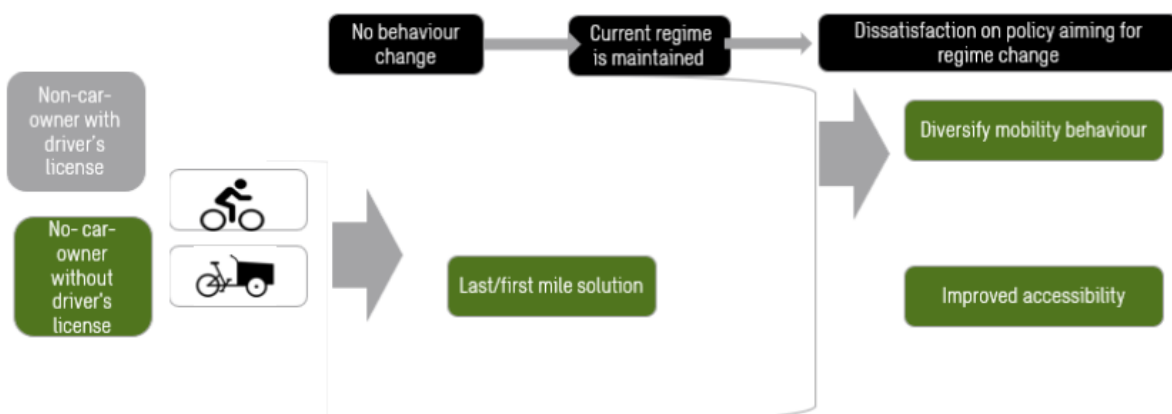 No behaviour
change
Current regime
is maintained
Dissatisfaction on policy aiming for
regime change
Non-car-
owner with
driver's
license
No- car-
owner
without
driver's
license
Last/first mile solution
Diversify mobility behaviour
Improved accessibility